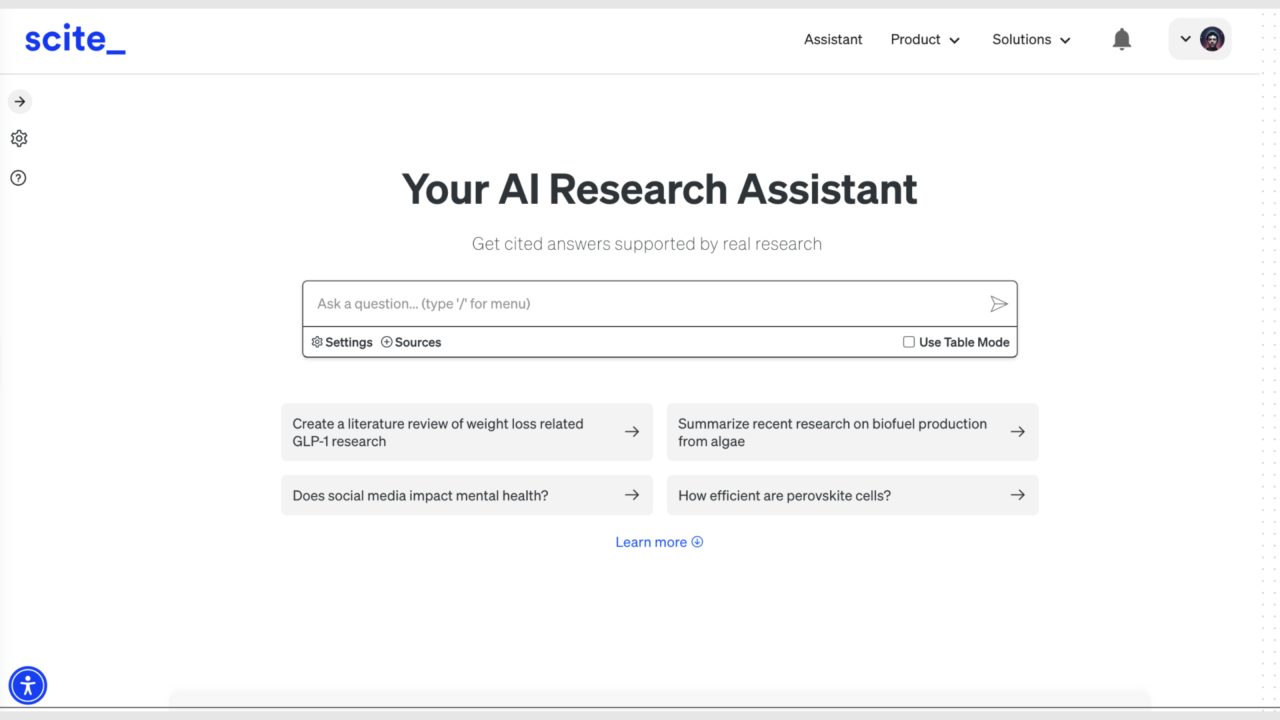 scite_
Assistant
Product
Solutions
Your AI Research Assistant
Get cited answers supported by real research
Ask a question... (type '/' for menu)
Settings
Sources
Use Table Mode
Create a literature review of weight loss related
GLP-1 research
Summarize recent research on biofuel production
from algae
Does social media impact mental health?
How efficient are perovskite cells?
Learn more